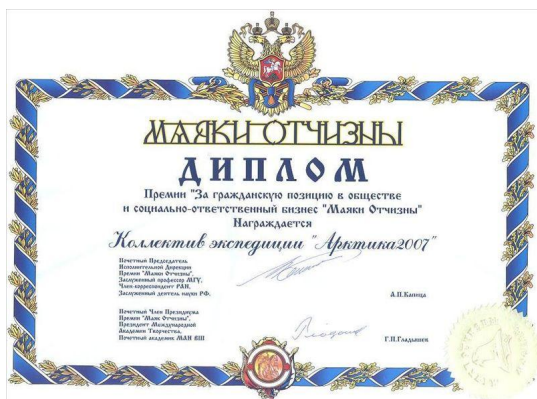 МАЯКИ ОТЧИЗНЫ
ДИПЛОМ
Премии "За гражданскую позицию в обществе
и социально-ответственный бизнес "Маяки Отчизны"
Награждается
Коллектив экспедиции "Арктика2007"
Почетный Председатель
Исполнительной Дирекции
Премии "Маяки Отчизны",
Заслуженный профессор МГУ,
Член-корреспондент РАН,
Заслуженный деятель науки РФ.
А.П.Капица
Почетный Член Президиума
Премии "Маяк Отчизны",
Президент Международной
Академии Творчества,
Почетный академик МАИ ВШ
Г.П.Гладышев